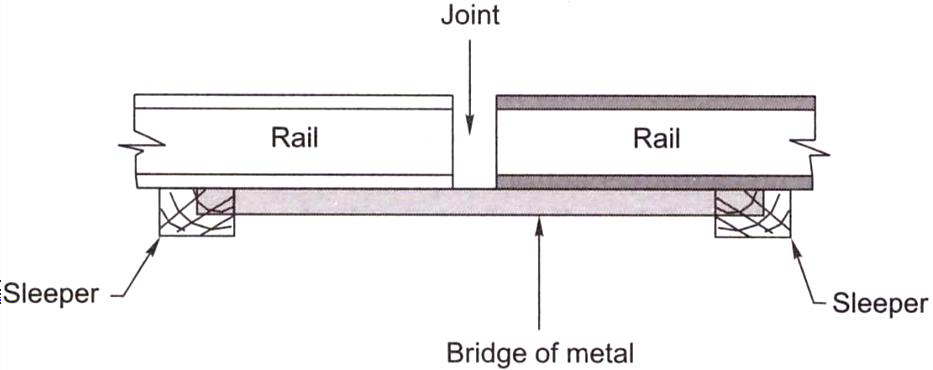 Joint
Rail
Rail
Sleeper
Sleeper
Bridge of metal